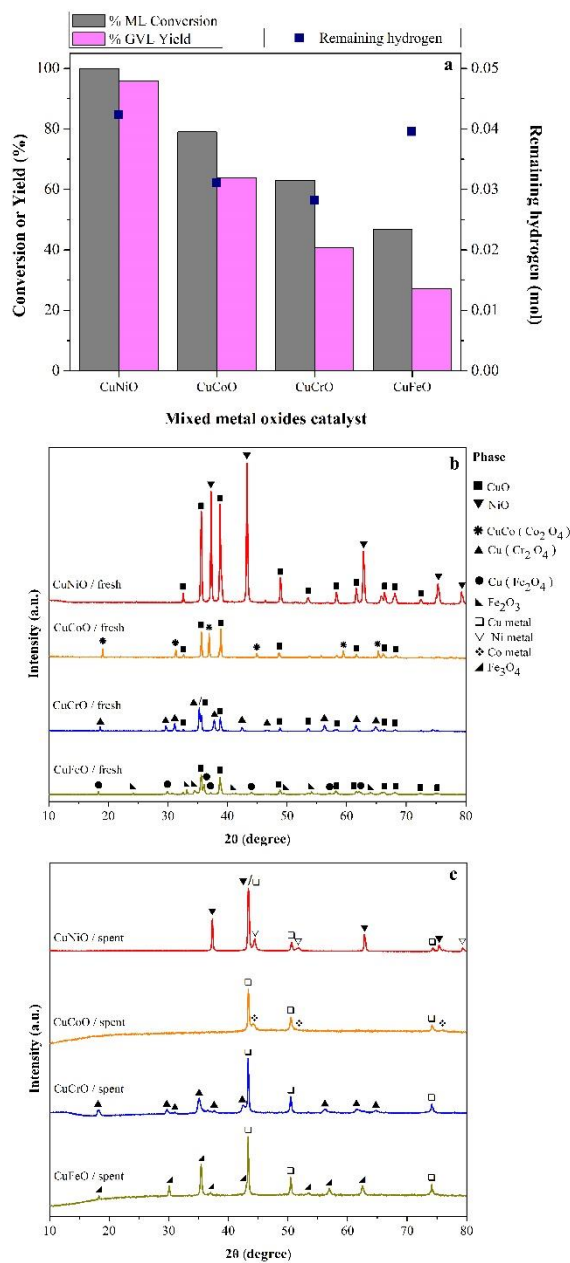 % ML Conversion
% GVL Yield
Remaining hydrogen
a
100
80
60
40
20
0
Conversion or Yield (%)
0.05
0.04
0.03
0.02
0.01
0.00
Remaining hydrogen (mol)
CuNiO
CuCoO
CuCrO
CuFeO
Mixed metal oxides catalyst
b
Phase
CuO
NiO
CuCo ( Co2 O4 )
Cu ( Cr2 O4 )
Cu ( Fe2O4 )
Fe2O3
Cu metal
Ni metal
Co metal
Fe3O4
Intensity (a.u.)
CuNiO / fresh
CuCoO / fresh
/
CuCrO / fresh
CuFeO / fresh
10
20
30
40
50
60
70
80
2θ (degree)
c
/
Intensity (a.u.)
CuNiO / spent
CuCoO / spent
CuCrO / spent
CuFeO / spent
10
20
30
40
50
60
70
80
2θ (degree)